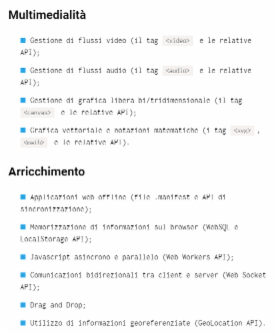 Multimedialità
Gestione di flussi video (il tag <video> e le relative
API);
Gestione di flussi audio (il tag <audio> e le relative
API);
Gestione di grafica libera bi/tridimensionale (il tag
<canvas> e le relative API);
Grafica vettoriale e notazioni matematiche (i tag <svg> ,
<math> e le relative API).
Arricchimento
Applicazioni web offline (file .manifest e API di
sincronizzazione);
Memorizzazione di informazioni sul browser (WebSQL e
LocalStorage API);
Javascript asincrono e parallelo (Web Workers API);
Comunicazioni bidirezionali tra client e server (Web Socket
API);
Drag and Drop;
Utilizzo di informazioni georeferenziate (GeoLocation API).